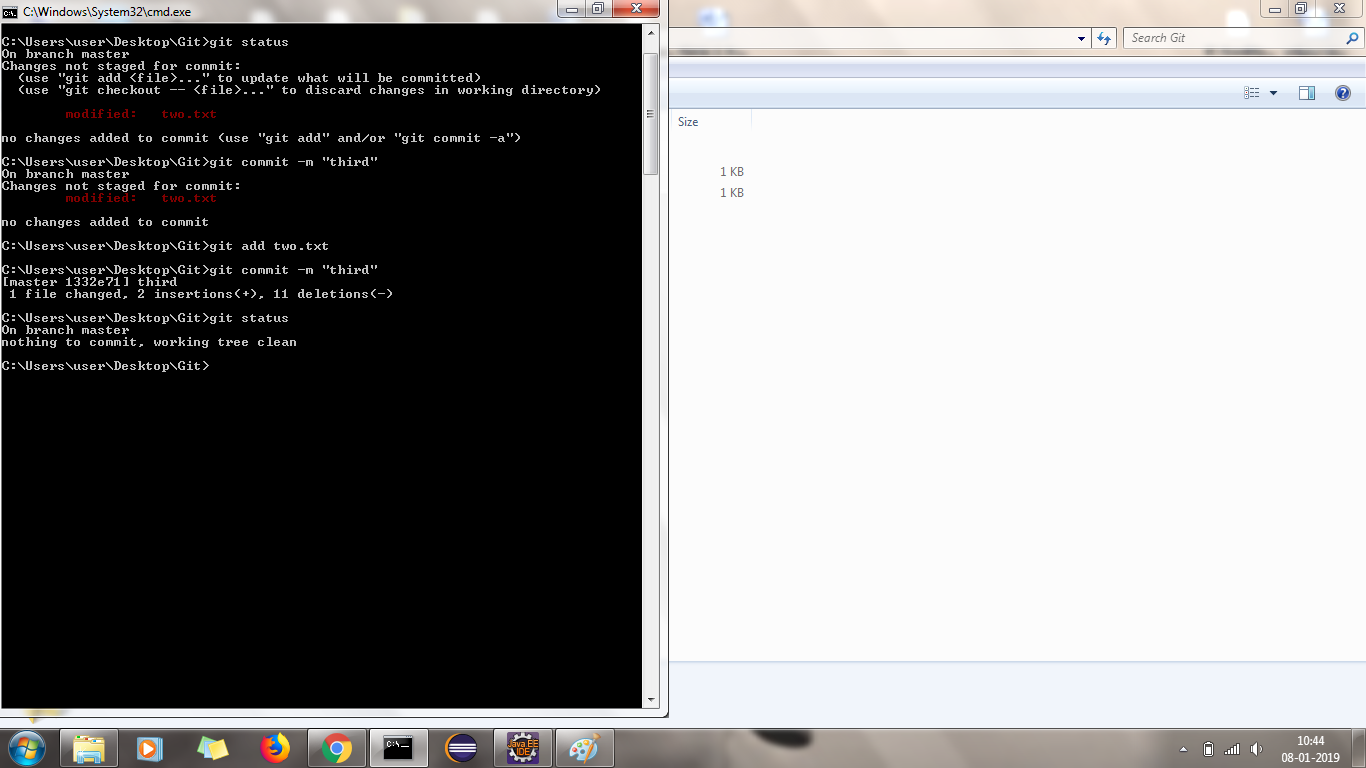 C:\Windows\System32\cmd.exe
C:\Users\user\Desktop\Git>git status
On branch master
Changes not staged for commit:
  (use "git add <file>..." to update what will be committed)
  (use "git checkout -- <file>..." to discard changes in working directory)
        modified:   two.txt
no changes added to commit (use "git add" and/or "git commit -a")
C:\Users\user\Desktop\Git>git commit -m "third"
On branch master
Changes not staged for commit:
        modified:   two.txt
no changes added to commit
C:\Users\user\Desktop\Git>git add two.txt
C:\Users\user\Desktop\Git>git commit -m "third"
[master 1332e71] third
 1 file changed, 2 insertions(+), 11 deletions(-)
C:\Users\user\Desktop\Git>git status
On branch master
nothing to commit, working tree clean
C:\Users\user\Desktop\Git>
Search Git
Size
1 KB
1 KB
C:\
Java EE
IDE
10:44
08-01-2019